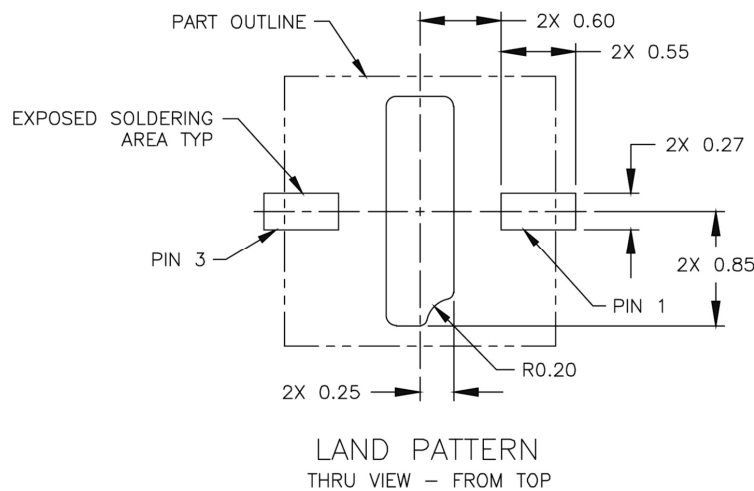 PART OUTLINE
2X 0.60
2X 0.55
EXPOSED SOLDERING
AREA TYP
2X 0.27
PIN 3
2X 0.85
PIN 1
R0.20
2X 0.25
LAND PATTERN
THRU VIEW – FROM TOP